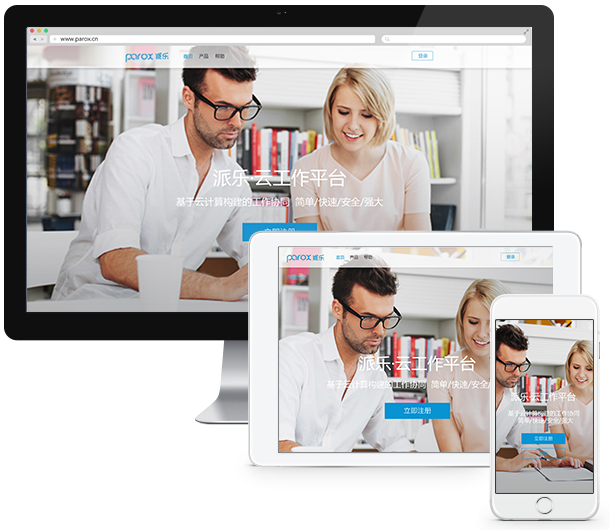 www.parox.cn
parox 派乐 首页 产品 帮助 登录
派乐·云工作平台
基于云计算构建的工作协同 简单/快速/安全/强大
立即注册
parox 派乐 首页 产品 帮助 登录
派乐·云工作平台
基于云计算构建的工作协同 简单/快速/安全/
立即注册
派乐·云工作平台
基于云计算构建的工作协同
简单/快速/安全/强大
立即注册